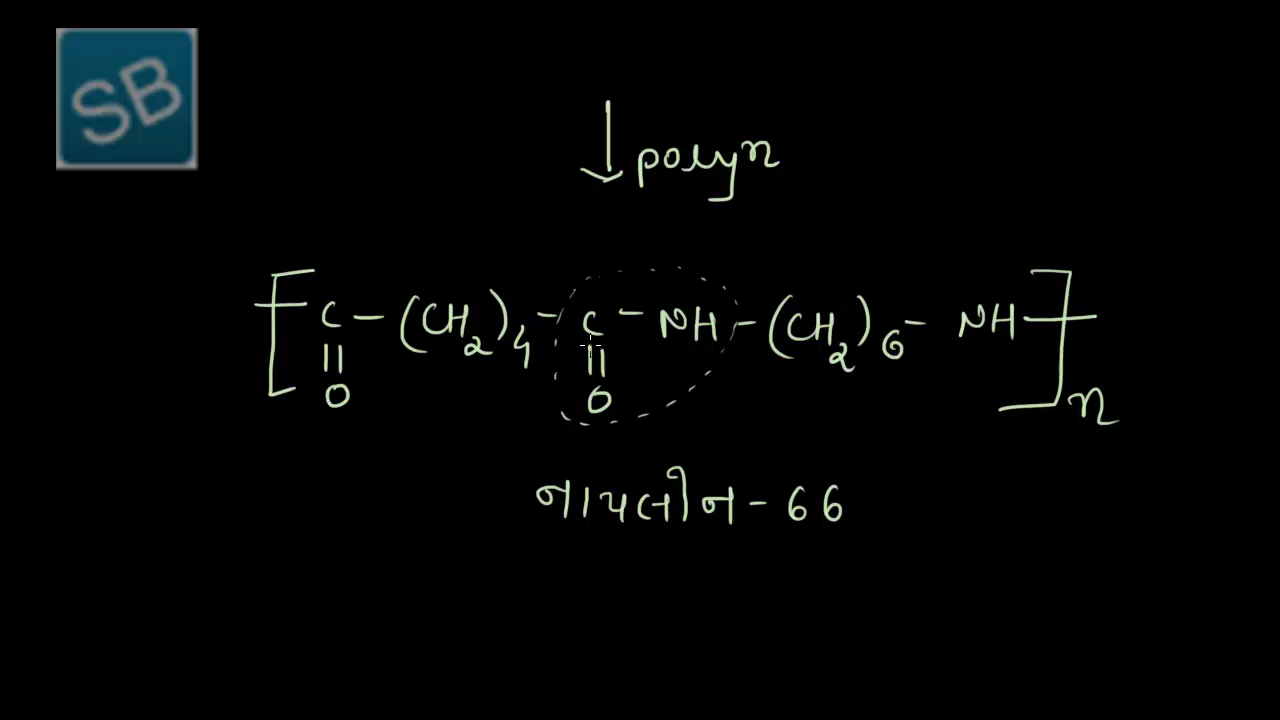 SB
↓ polyn
[-C-(CH2)4-C-NH-(CH2)6-NH-]n
|| ||
O O
નાયલોન-66